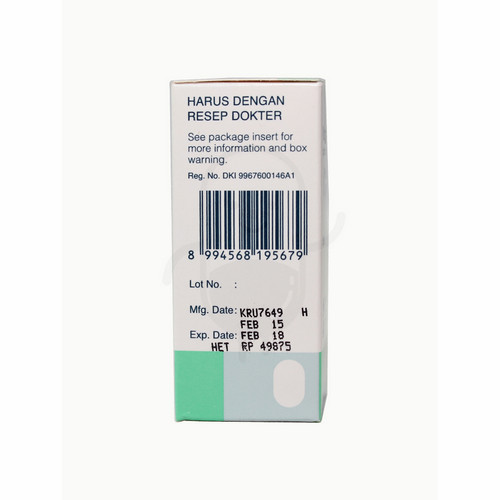 HARUS DENGAN
RESEP DOKTER
See package insert for
more information and box
warning.
Reg. No. DKI 9967600146A1
8 994568 195679
Lot No. :
KRU7649 H
Mfg. Date: FEB 15
Exp. Date: FEB 18
HET RP 49875